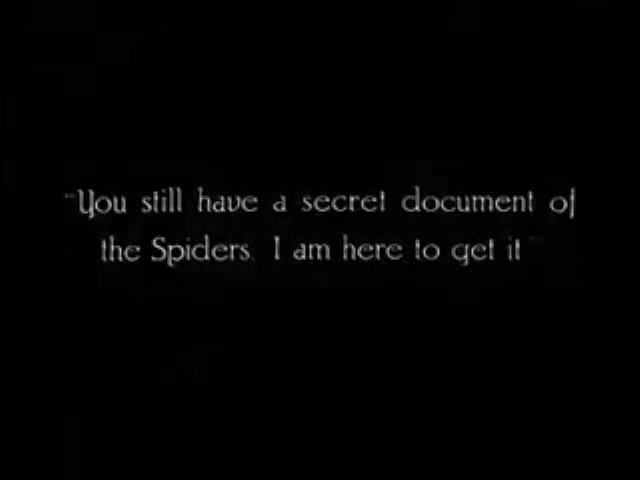 "You still have a secret document of
the Spiders. I am here to get it"